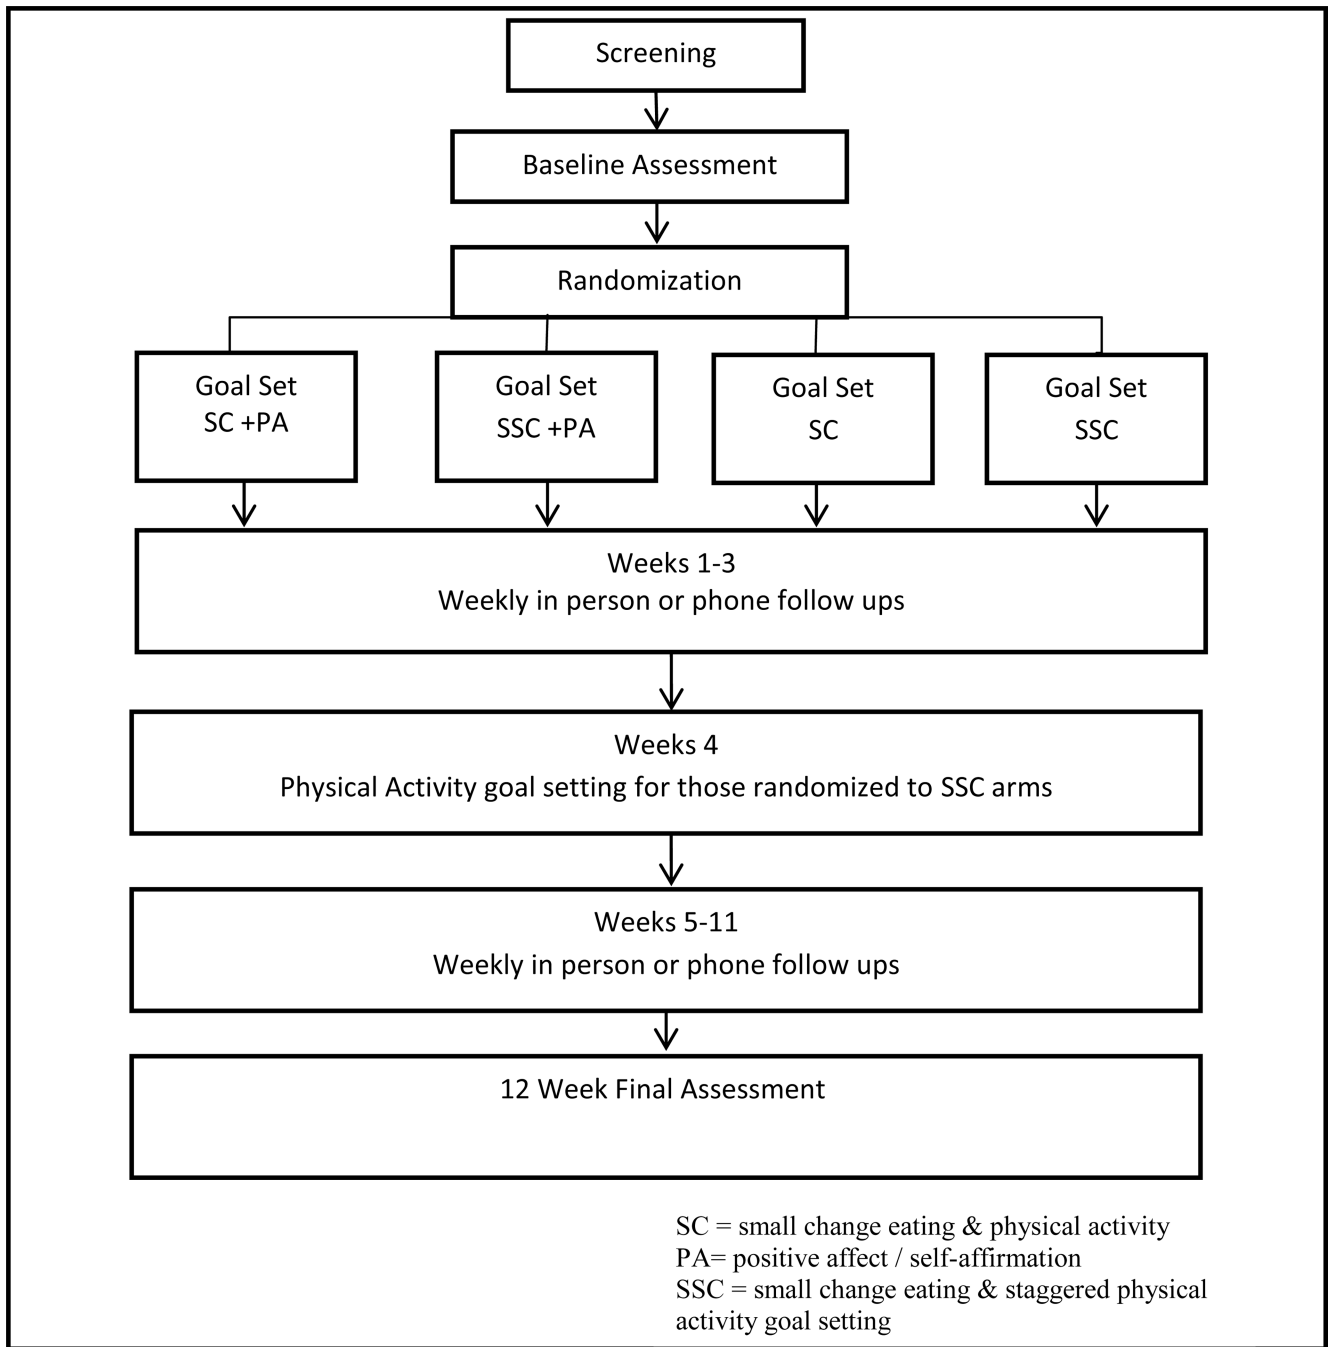 Screening
Baseline Assessment
Randomization
Goal Set
SC +PA
Goal Set
SSC +PA
Goal Set
SC
Goal Set
SSC
Weeks 1-3
Weekly in person or phone follow ups
Weeks 4
Physical Activity goal setting for those randomized to SSC arms
Weeks 5-11
Weekly in person or phone follow ups
12 Week Final Assessment
SC = small change eating & physical activity
PA= positive affect / self-affirmation
SSC = small change eating & staggered physical
activity goal setting